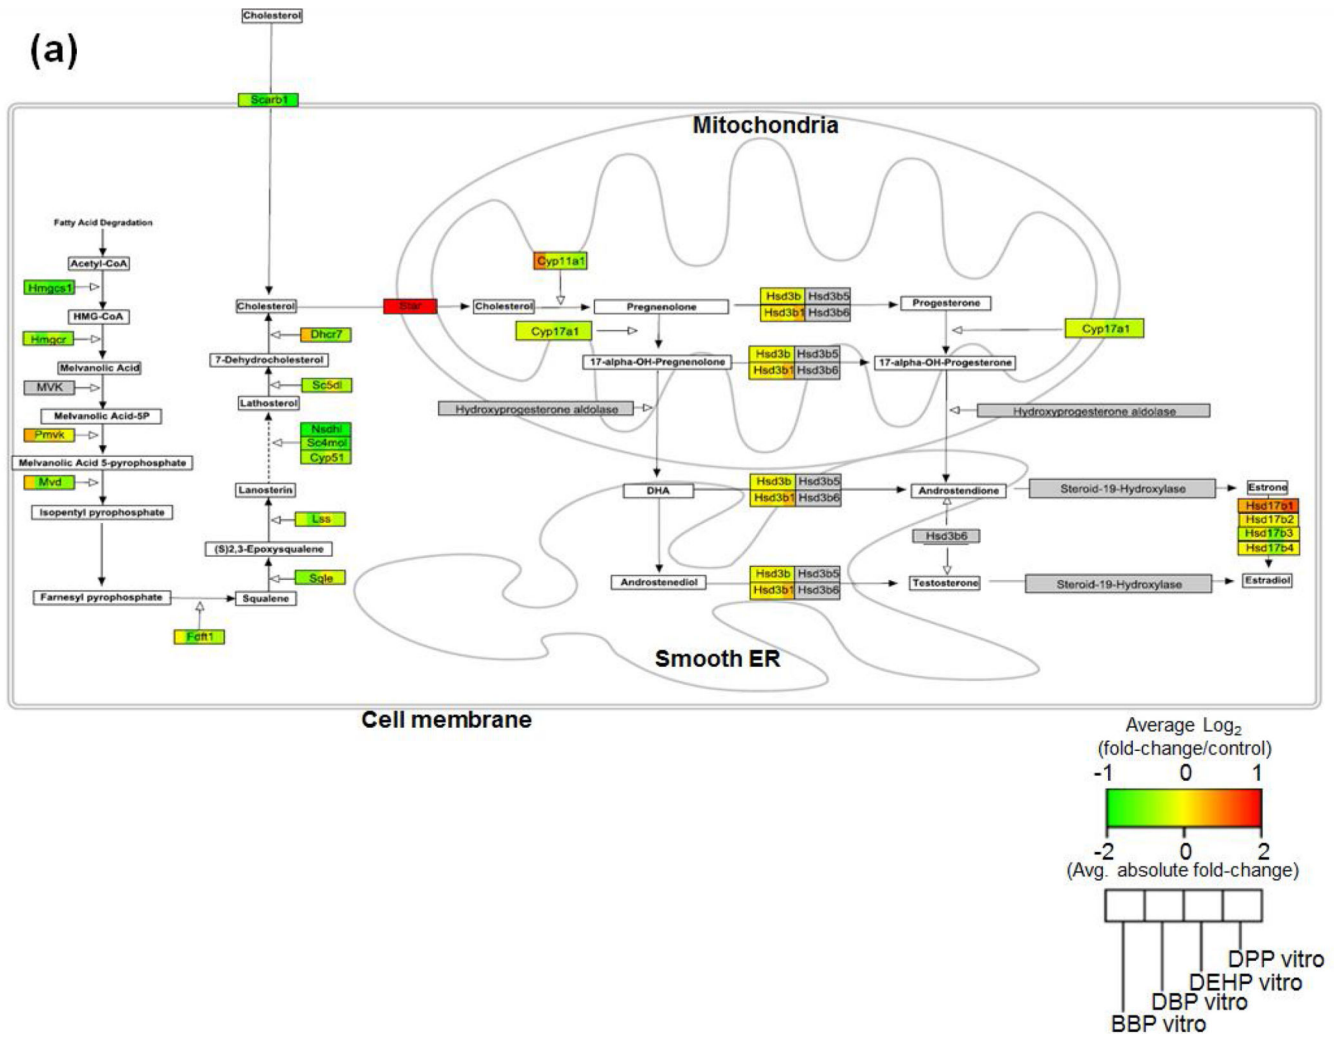 (a)
Cholesterol
Scarb1
Mitochondria
Fatty Acid Degradation
Acetyl-CoA
Hmgcs1
HMG-CoA
Hmgcr
Melvanolic Acid
MVK
Melvanolic Acid-5P
Pmvk
Melvanolic Acid 5-pyrophosphate
Mvd
Isopentyl pyrophosphate
Farnesyl pyrophosphate
Fdft1
Cholesterol
Dhcr7
7-Dehydrocholesterol
Sc5dl
Lathosterol
Nsdhl
Sc4mol
Cyp51
Lanosterin
Lss
(S)2,3-Epoxysqualene
Sqle
Squalene
Star
Cyp11a1
Cholesterol
Pregnenolone
Hsd3b Hsd3b5
Hsd3b1 Hsd3b6
Progesterone
Cyp17a1
Cyp17a1
17-alpha-OH-Pregnenolone
Hsd3b Hsd3b5
Hsd3b1 Hsd3b6
17-alpha-OH-Progesterone
Hydroxyprogesterone aldolase
Hydroxyprogesterone aldolase
DHA
Hsd3b Hsd3b5
Hsd3b1 Hsd3b6
Androstendione
Steroid-19-Hydroxylase
Estrone
Hsd17b1
Hsd17b2
Hsd17b3
Hsd17b4
Hsd3b6
Androstenediol
Hsd3b Hsd3b5
Hsd3b1 Hsd3b6
Testosterone
Steroid-19-Hydroxylase
Estradiol
Smooth ER
Cell membrane
Average Log2
(fold-change/control)
-1 0 1
-2 0 2
(Avg. absolute fold-change)
DPP vitro
DEHP vitro
DBP vitro
BBP vitro